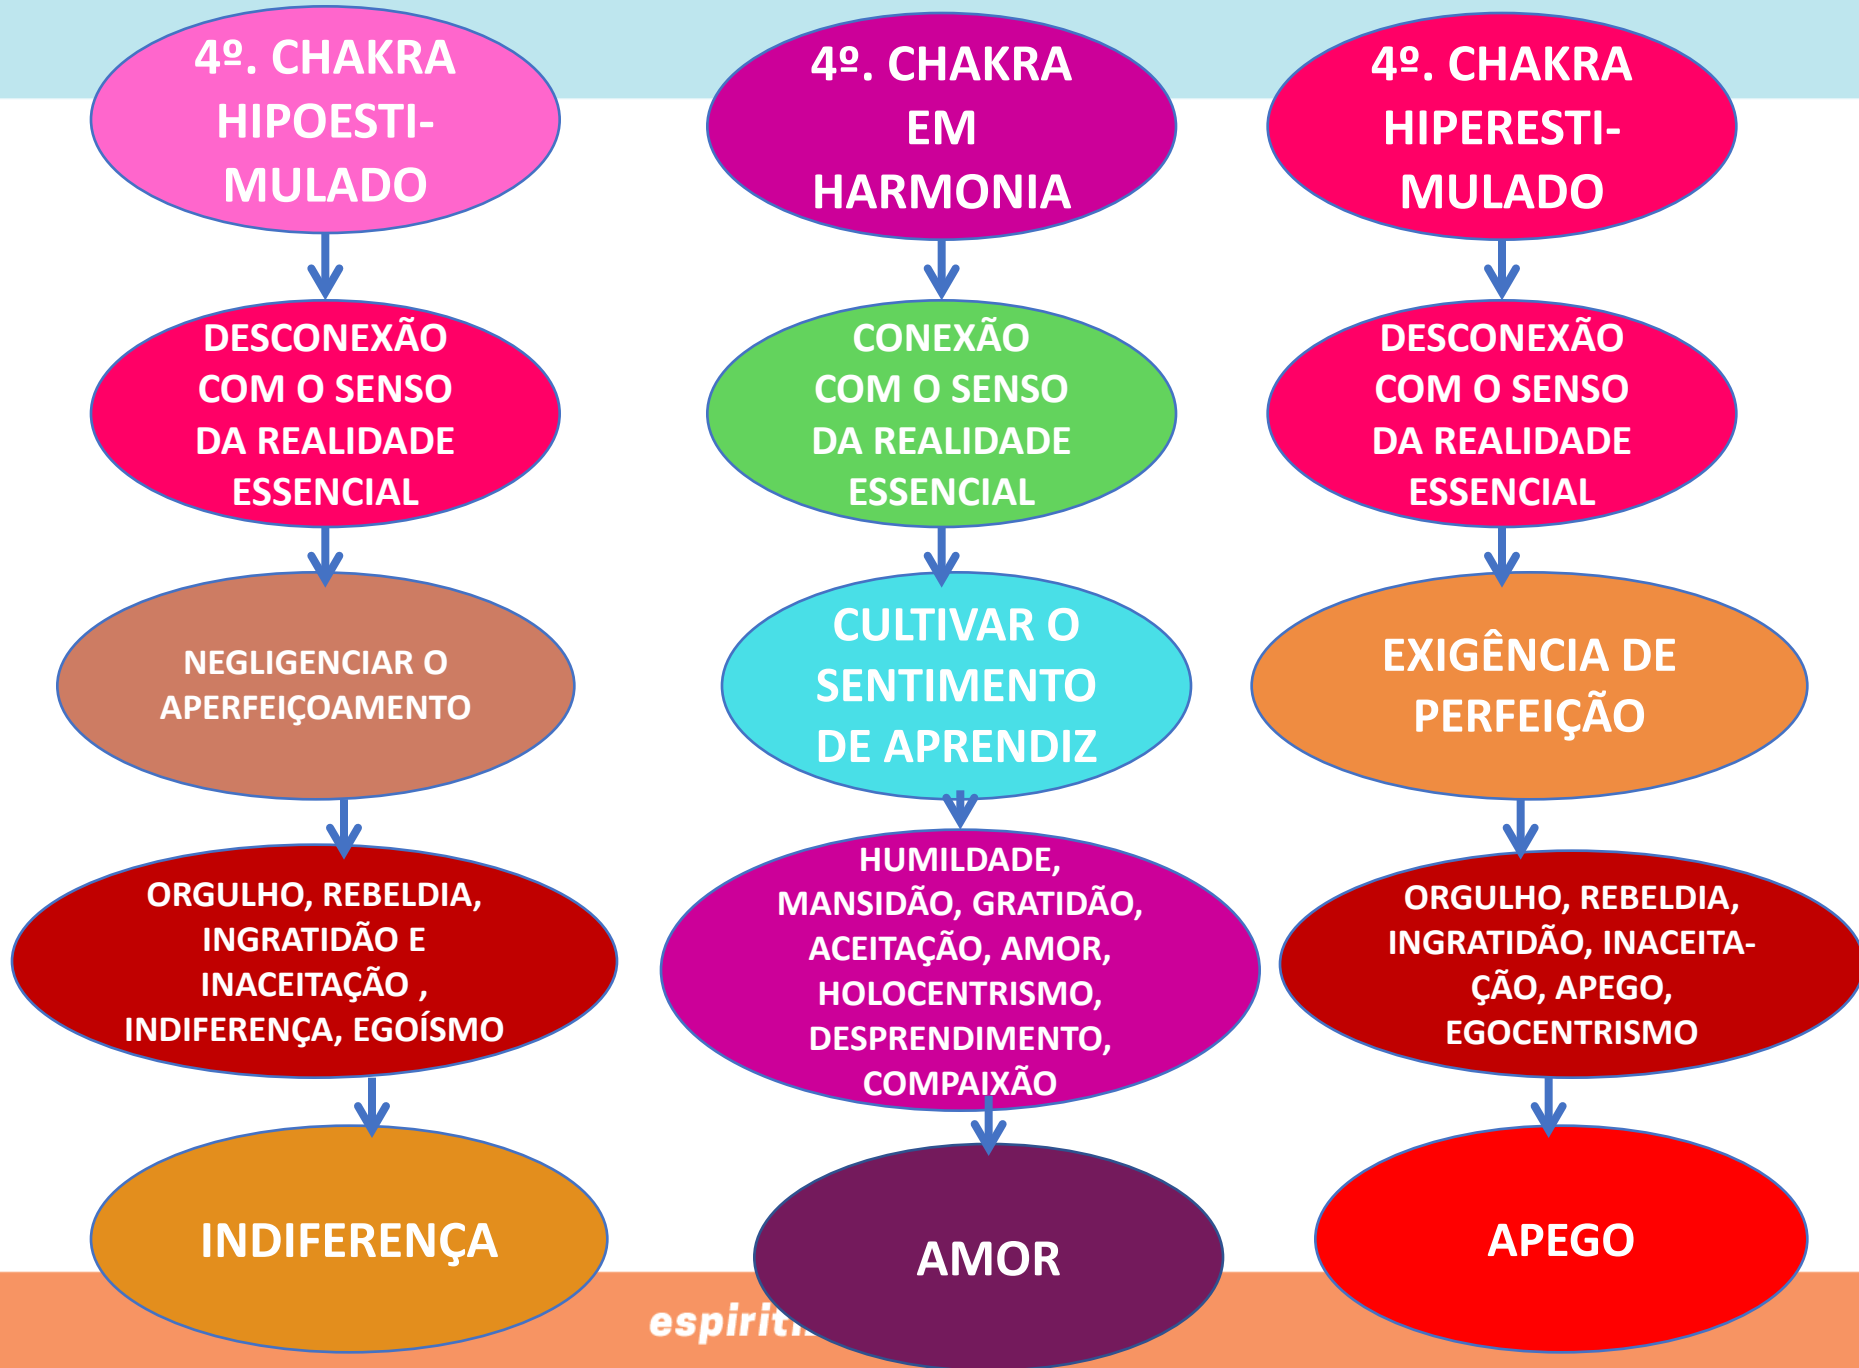 4º. CHAKRA
HIPOESTI-
MULADO
DESCONEXÃO
COM O SENSO
DA REALIDADE
ESSENCIAL
NEGLIGENCIAR O
APERFEIÇOAMENTO
ORGULHO, REBELDIA,
INGRATIDÃO E
INACEITAÇÃO ,
INDIFERENÇA, EGOÍSMO
INDIFERENÇA
4º. CHAKRA
EM
HARMONIA
CONEXÃO
COM O SENSO
DA REALIDADE
ESSENCIAL
CULTIVAR O
SENTIMENTO
DE APRENDIZ
HUMILDADE,
MANSIDÃO, GRATIDÃO,
ACEITAÇÃO, AMOR,
HOLOCENTRISMO,
DESPRENDIMENTO,
COMPAIXÃO
AMOR
4º. CHAKRA
HIPERESTI-
MULADO
DESCONEXÃO
COM O SENSO
DA REALIDADE
ESSENCIAL
EXIGÊNCIA DE
PERFEIÇÃO
ORGULHO, REBELDIA,
INGRATIDÃO, INACEITA-
ÇÃO, APEGO,
EGOCENTRISMO
APEGO